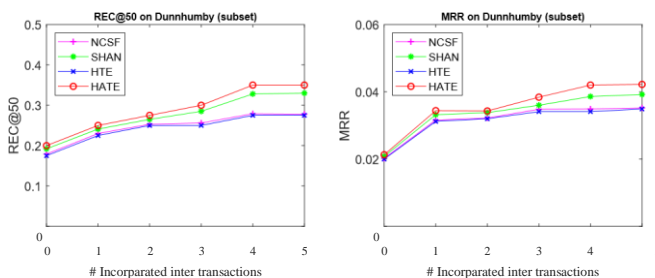 REC@50 on Dunnhumby (subset)
0.5
0.4
0.3
0.2
0.1
0
REC@50
NCSF
SHAN
HTE
HATE
0 1 2 3 4 5
# Incorparated inter transactions
MRR on Dunnhumby (subset)
0.06
0.04
0.02
0
MRR
NCSF
SHAN
HTE
HATE
0 1 2 3 4
# Incorparated inter transactions